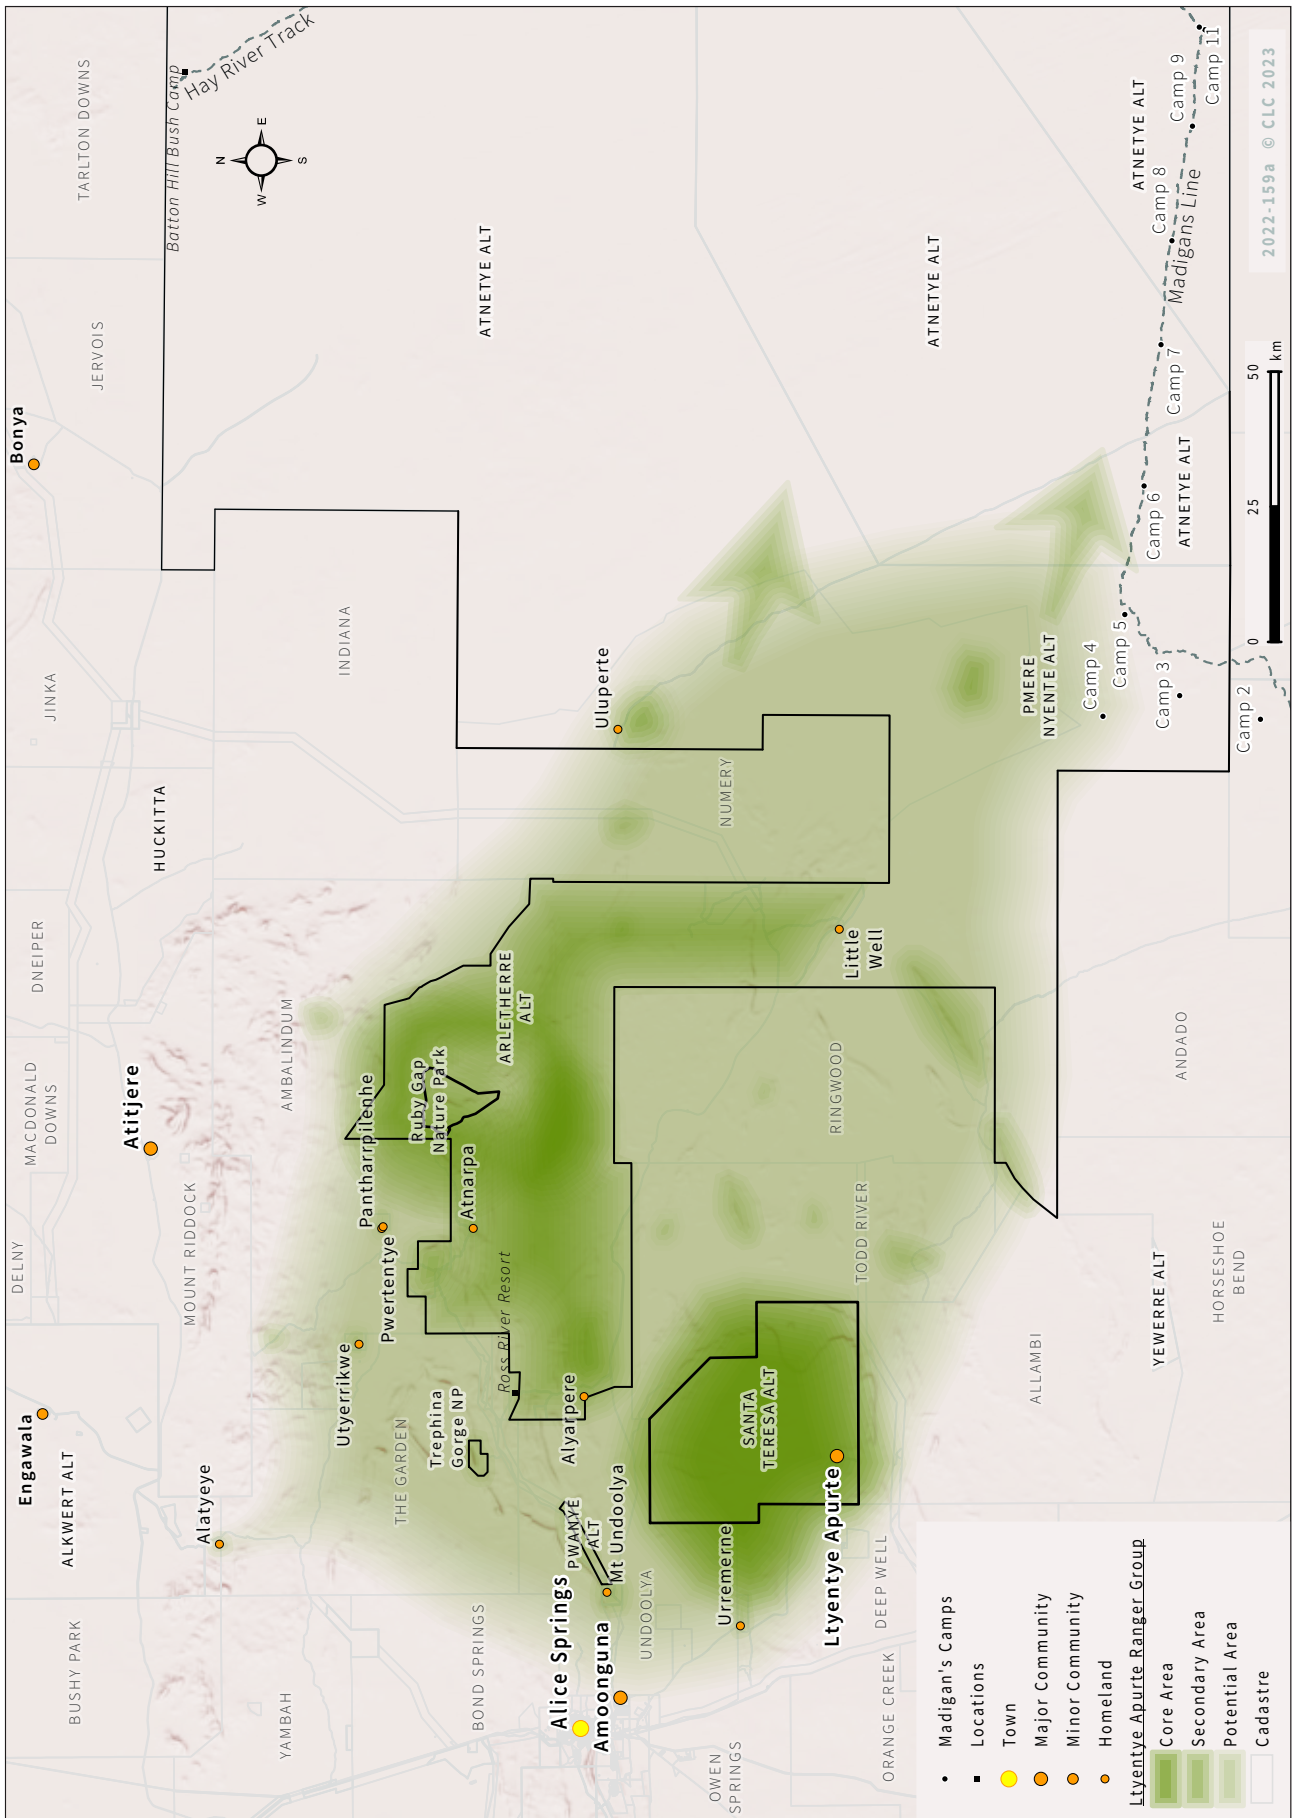 TARLTON DOWNS
Batton Hill Bush Camp
Hay River Track
N
E
S
W
JERVOIS
Bonya
ATNETYE ALT
ATNETYE ALT
ATNETYE ALT
ATNETYE ALT
Camp 11
Camp 9
Camp 8
Madigans Line
Camp 7
Camp 6
Camp 5
Camp 4
Camp 3
Camp 2
2022-159a © CLC 2023
0
25
50
km
PMERE
NYENTE ALT
JINKA
INDIANA
Uluperte
NUMERY
HUCKITTA
DNEIPER
MACDONALD
DOWNS
Atitjere
AMBALINDUM
Pantharrpilenhe
Ruby Gap
Nature Park
ARLETHERRE
ALT
Little
Well
RINGWOOD
ANDADO
DELNY
MOUNT RIDDOCK
Pwertentye
Atnarpa
Ross River Resort
TODD RIVER
HORSESHOE
BEND
YEWERRE ALT
ALLAMBI
Engawala
ALKWERT ALT
Alatyeye
Utyerrikwe
THE GARDEN
Trephina
Gorge NP
Alyarpere
SANTA
TERESA ALT
Ltyentye Apurte
BUSHY PARK
YAMBAH
BOND SPRINGS
Alice Springs
Amoonguna
PWANYE
ALT
Mt Undoolya
UNDOOLYA
Urremerne
DEEP WELL
OWEN
SPRINGS
ORANGE CREEK
Madigan's Camps
Locations
Town
Major Community
Minor Community
Homeland
Ltyentye Apurte Ranger Group
Core Area
Secondary Area
Potential Area
Cadastre